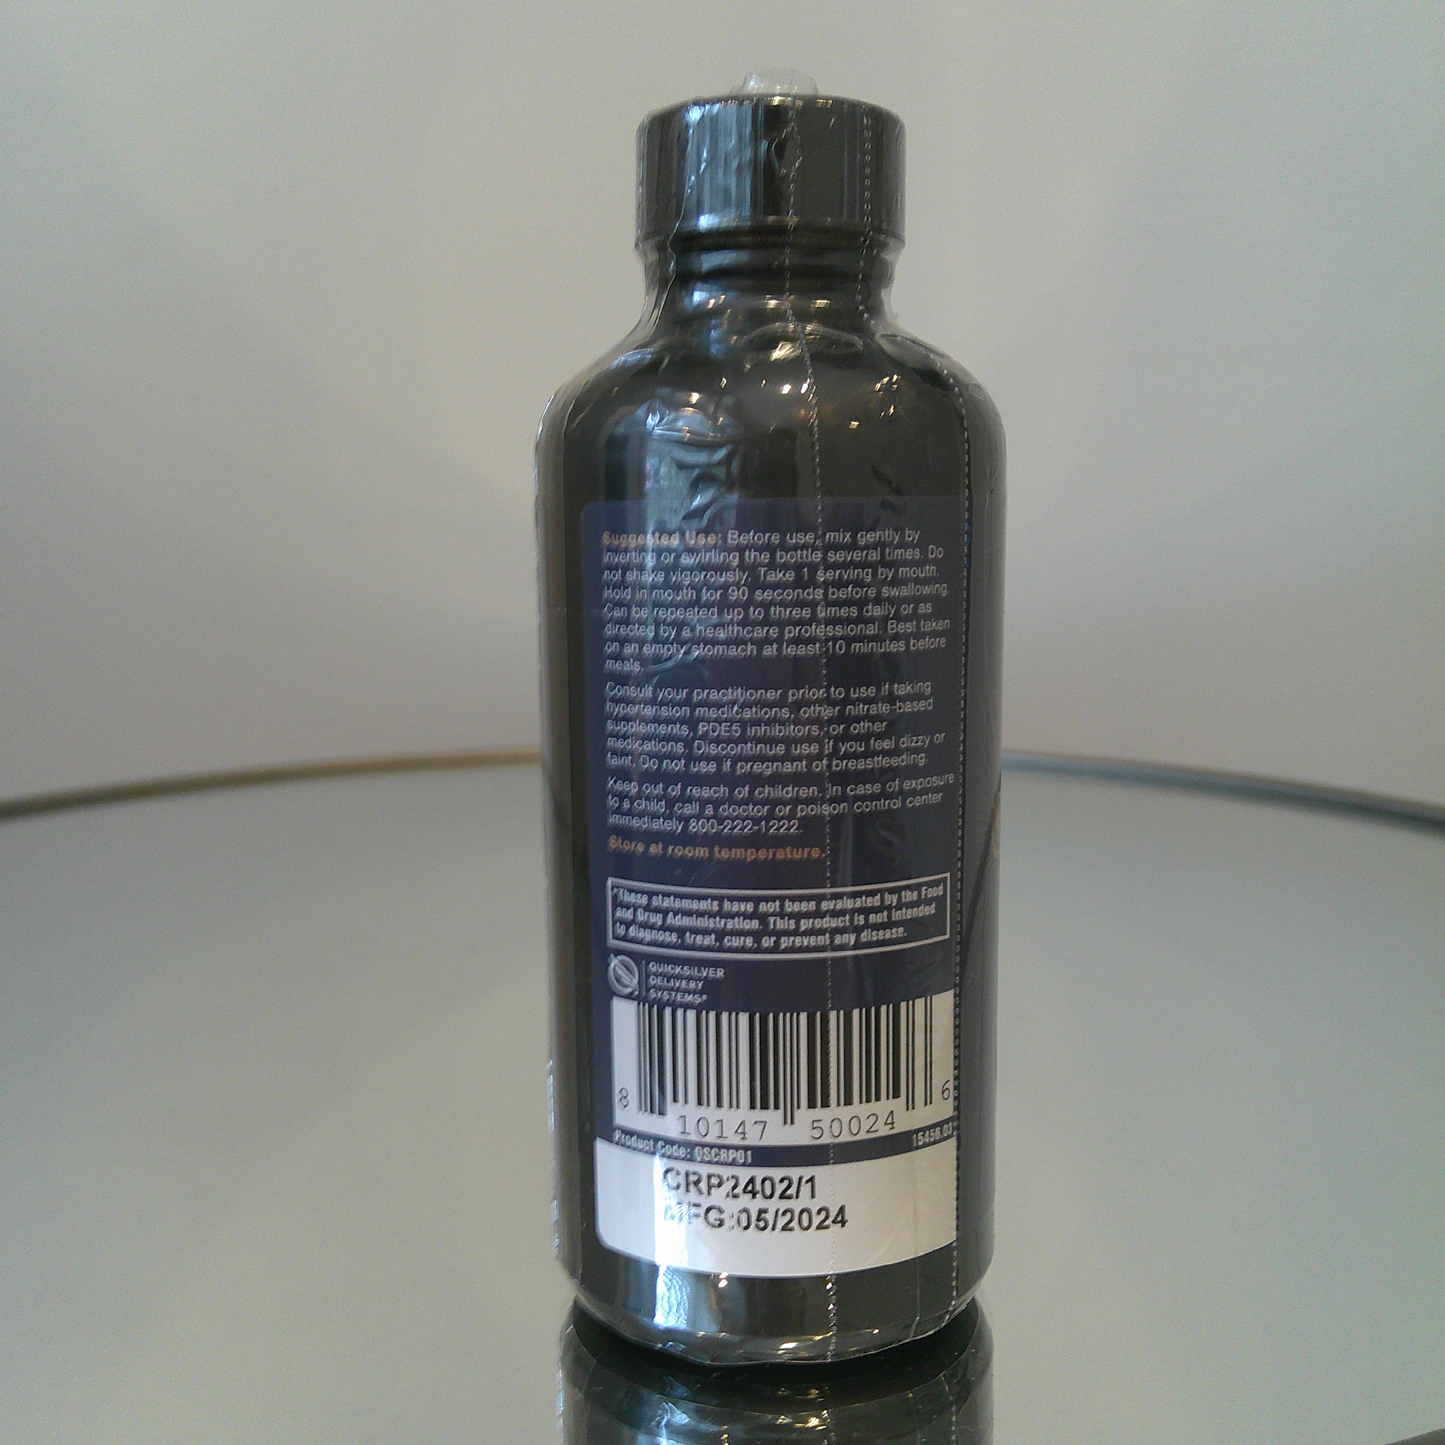 Suggested Use: Before use, mix gently by
inverting or swirling the bottle several times. Do
not shake vigorously. Take 1 serving by mouth.
Hold in mouth for 90 seconds before swallowing.
Can be repeated up to three times daily or as
directed by a healthcare professional. Best taken
on an empty stomach at least 10 minutes before
meals.
Consult your practitioner prior to use if taking
hypertension medications, other nitrate-based
supplements, PDE5 inhibitors, or other
medications. Discontinue use if you feel dizzy or
faint. Do not use if pregnant of breastfeeding.
Keep out of reach of children. In case of exposure
to a child, call a doctor or poison control center
immediately 800-222-1222.
Store at room temperature.
*These statements have not been evaluated by the Food
and Drug Administration. This product is not intended
to diagnose, treat, cure, or prevent any disease.
QUICKSILVER
DELIVERY
SYSTEMS®
8 10147 50024 6
Product Code: QSCRP01 15456.03
CRP2402/1
MFG:05/2024